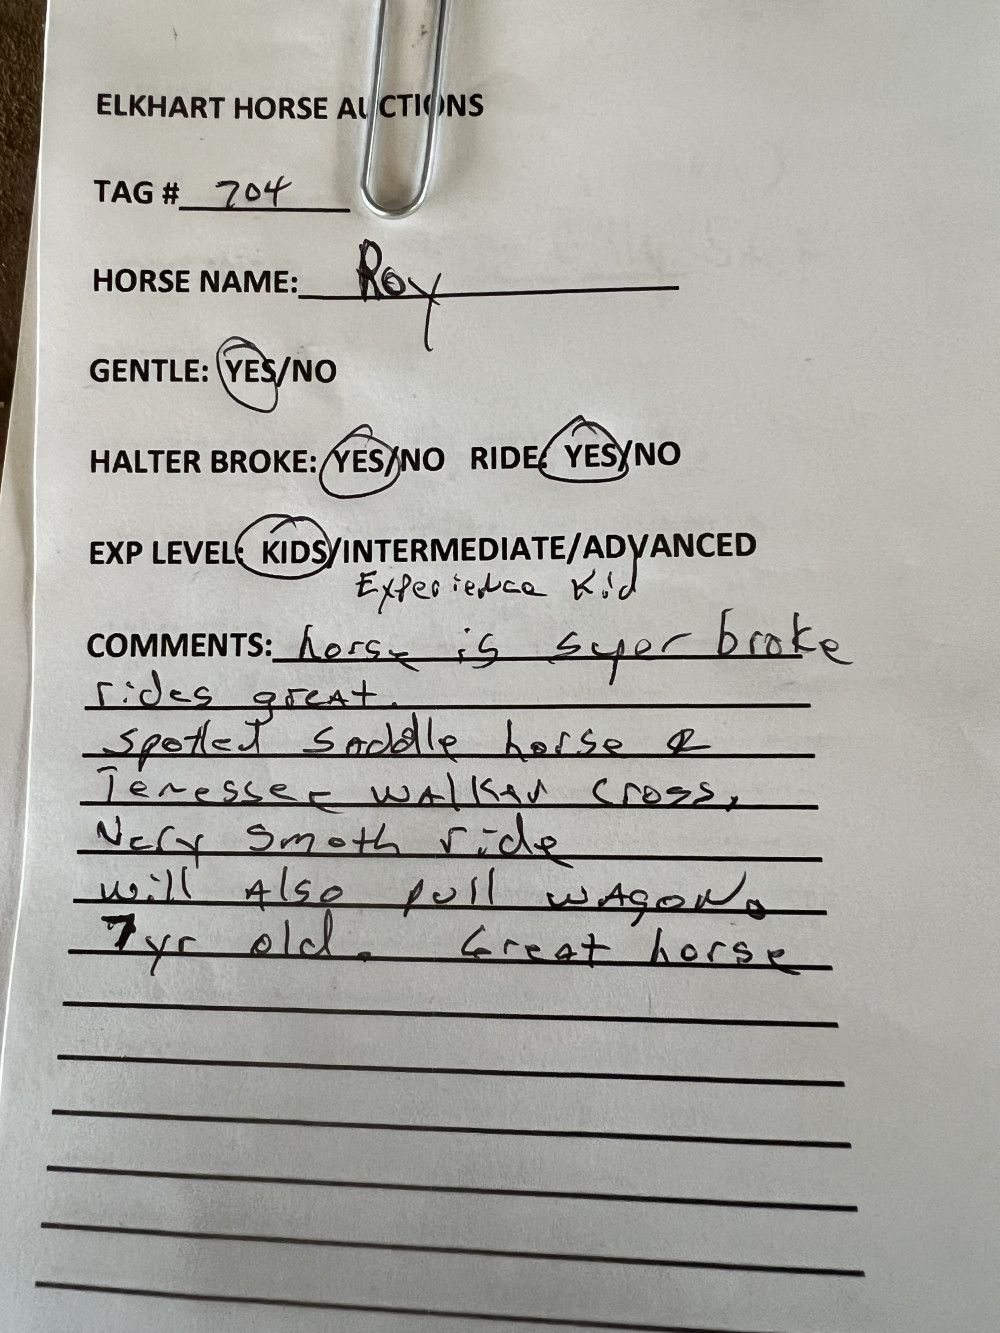 ELKHART HORSE AUCTIONS
TAG # 704
HORSE NAME: Roy
GENTLE: YES/NO
HALTER BROKE: YES/NO RIDE: YES/NO
EXP LEVEL: KIDS/INTERMEDIATE/ADVANCED
Experience Kid
COMMENTS: horse is super broke
rides great.
Spotted Saddle horse &
Tenessee walker cross,
Very smoth ride
will Also pull wagon.
7yr old. Great horse